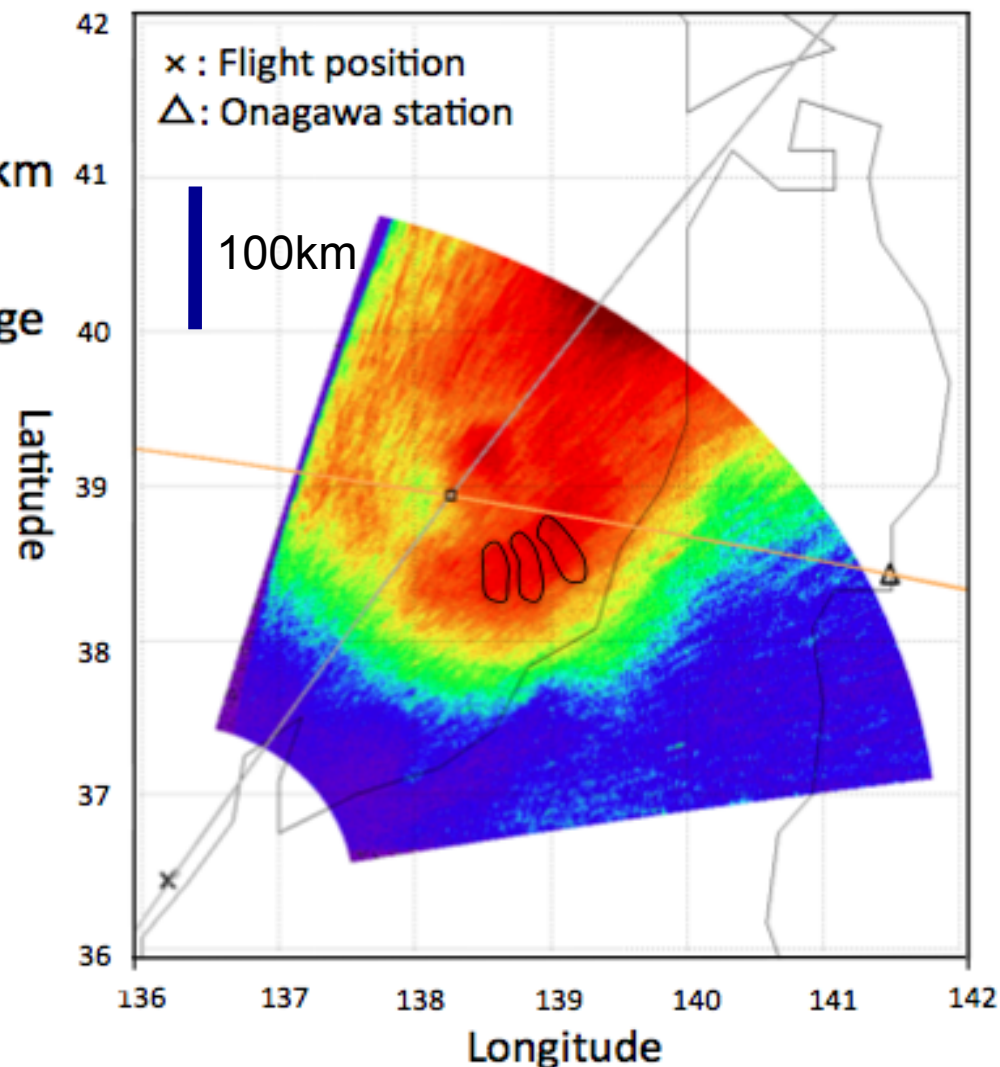 42
× : Flight position
△: Onagawa station
km
41
100km
ge
40
Latitude
39
38
37
36
136 137 138 139 140 141 142
Longitude